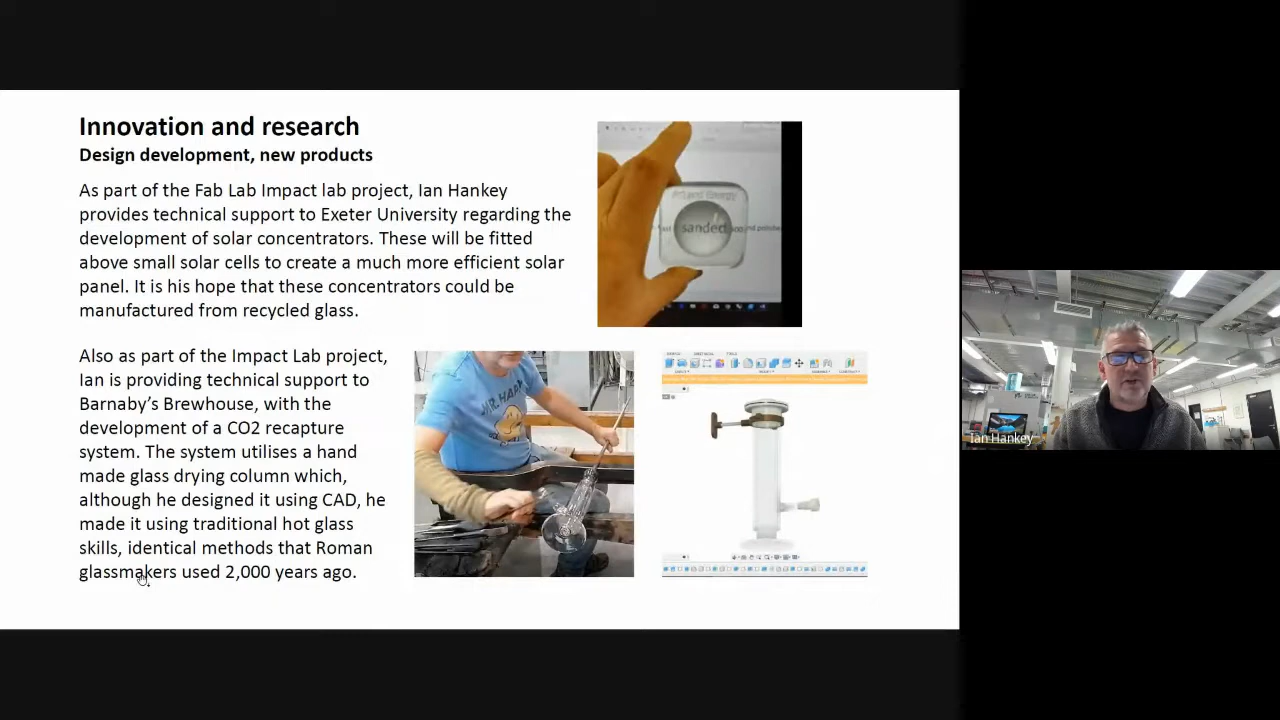 Innovation and research
Design development, new products
As part of the Fab Lab Impact lab project, Ian Hankey
provides technical support to Exeter University regarding the
development of solar concentrators. These will be fitted
above small solar cells to create a much more efficient solar
panel. It is his hope that these concentrators could be
manufactured from recycled glass.
sanded
Also as part of the Impact Lab project,
Ian is providing technical support to
Barnaby’s Brewhouse, with the
development of a CO2 recapture
system. The system utilises a hand
made glass drying column which,
although he designed it using CAD, he
made it using traditional hot glass
skills, identical methods that Roman
glassmakers used 2,000 years ago.
Ian Hankey